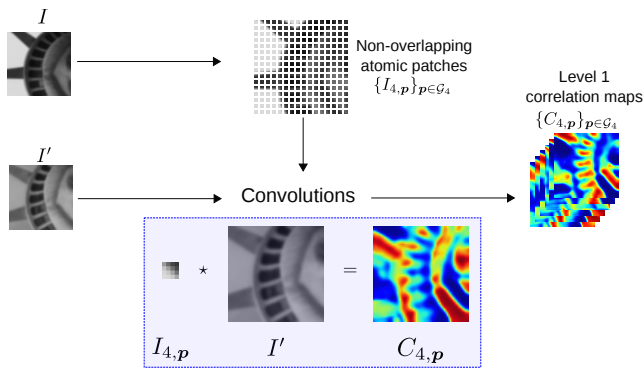 I
Non-overlapping
atomic patches
{I_{4,p}}_{p∈G_4}
Level 1
correlation maps
{C_{4,p}}_{p∈G_4}
I′
Convolutions
⋆ =
I_{4,p} I′ C_{4,p}